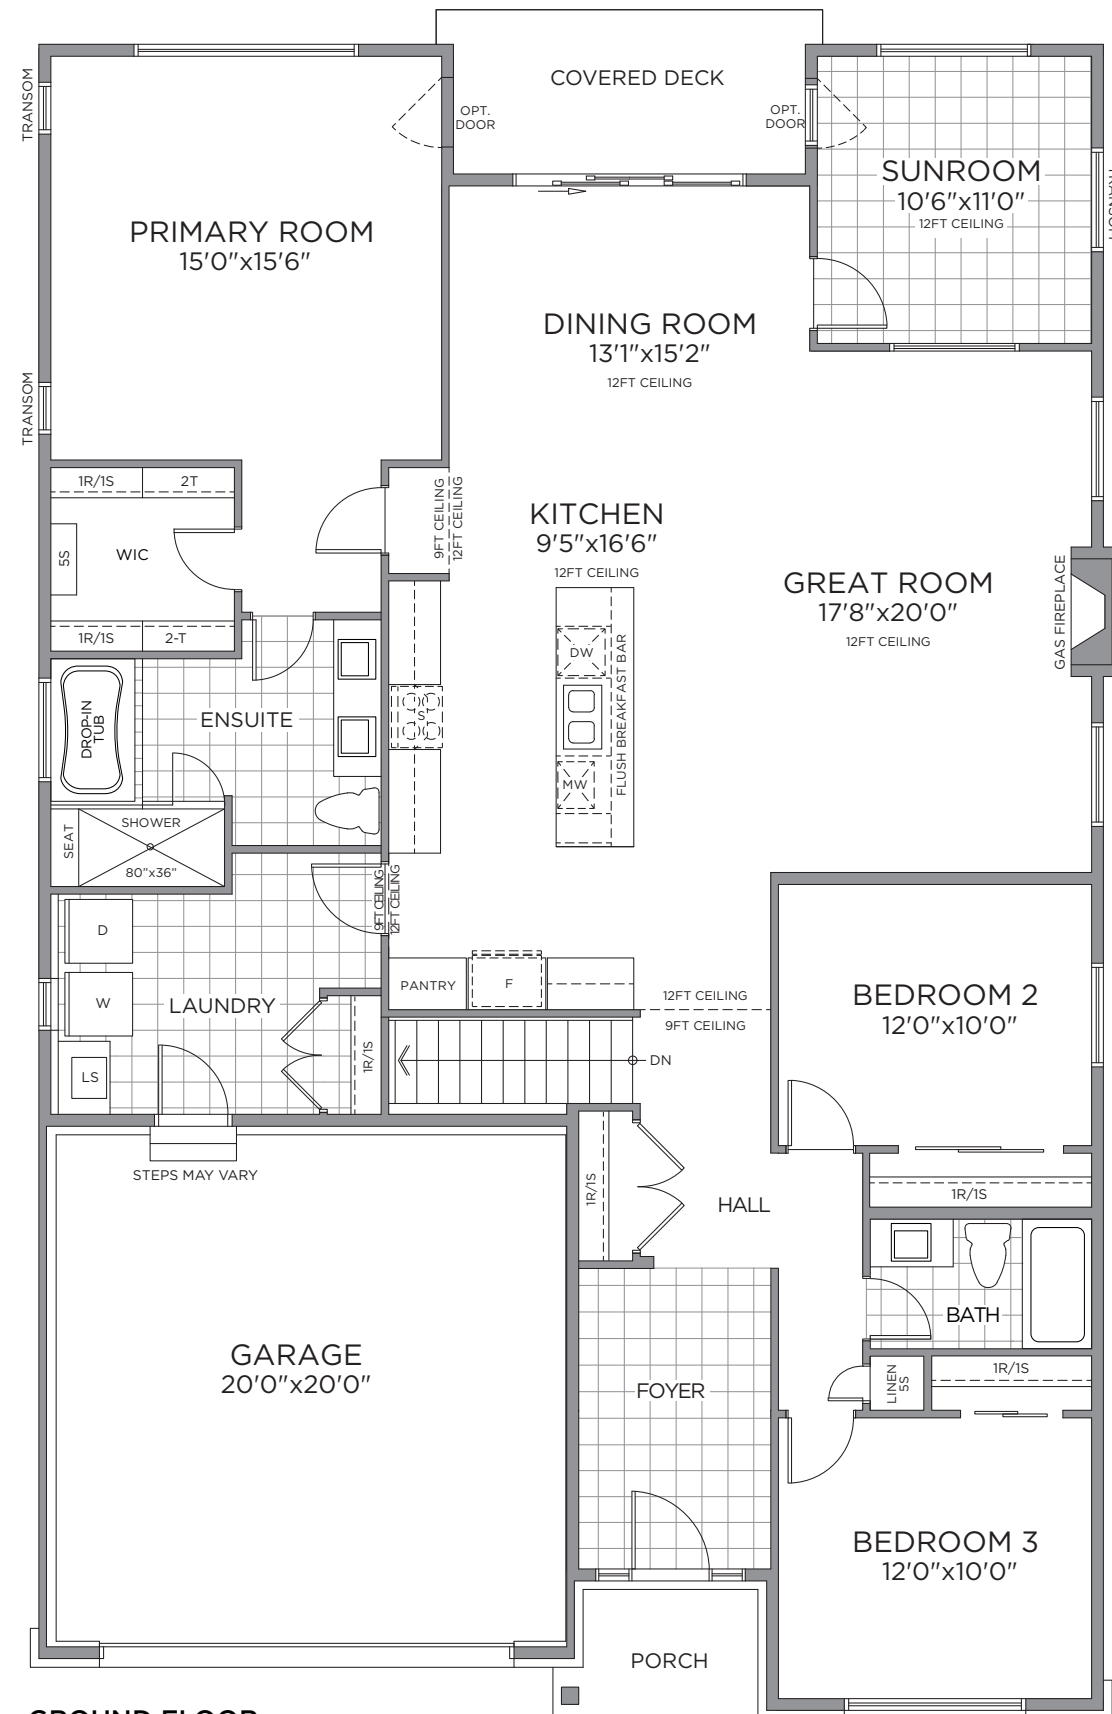 COVERED DECK
TRANSOM
OPT.
DOOR
OPT.
DOOR
SUNROOM
10'6"x11'0"
12FT CEILING
PRIMARY ROOM
15'0"x15'6"
DINING ROOM
13'1"x15'2"
12FT CEILING
TRANSOM
1R/1S
2T
5S
WIC
1R/1S
2-T
9FT CEILING
12FT CEILING
KITCHEN
9'5"x16'6"
12FT CEILING
GREAT ROOM
17'8"x20'0"
12FT CEILING
GAS FIREPLACE
DW
MW
FLUSH BREAKFAST BAR
S
DROP-IN
TUB
ENSUITE
SEAT
SHOWER
80"x36"
9FT CEILING
12FT CEILING
D
W
LS
LAUNDRY
1R/1S
PANTRY
F
12FT CEILING
9FT CEILING
DN
BEDROOM 2
12'0"x10'0"
STEPS MAY VARY
1R/1S
HALL
1R/1S
BATH
GARAGE
20'0"x20'0"
FOYER
LINEN
5S
1R/1S
BEDROOM 3
12'0"x10'0"
PORCH
GROUND FLOOR